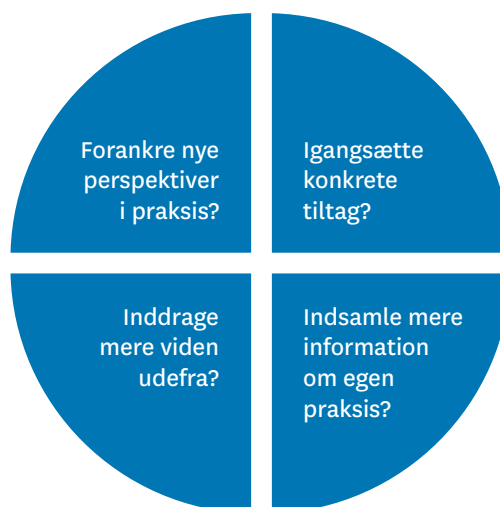 Forankre nye
perspektiver
i praksis?
Igangsætte
konkrete
tiltag?
Inddrage
mere viden
udefra?
Indsamle mere
information
om egen
praksis?